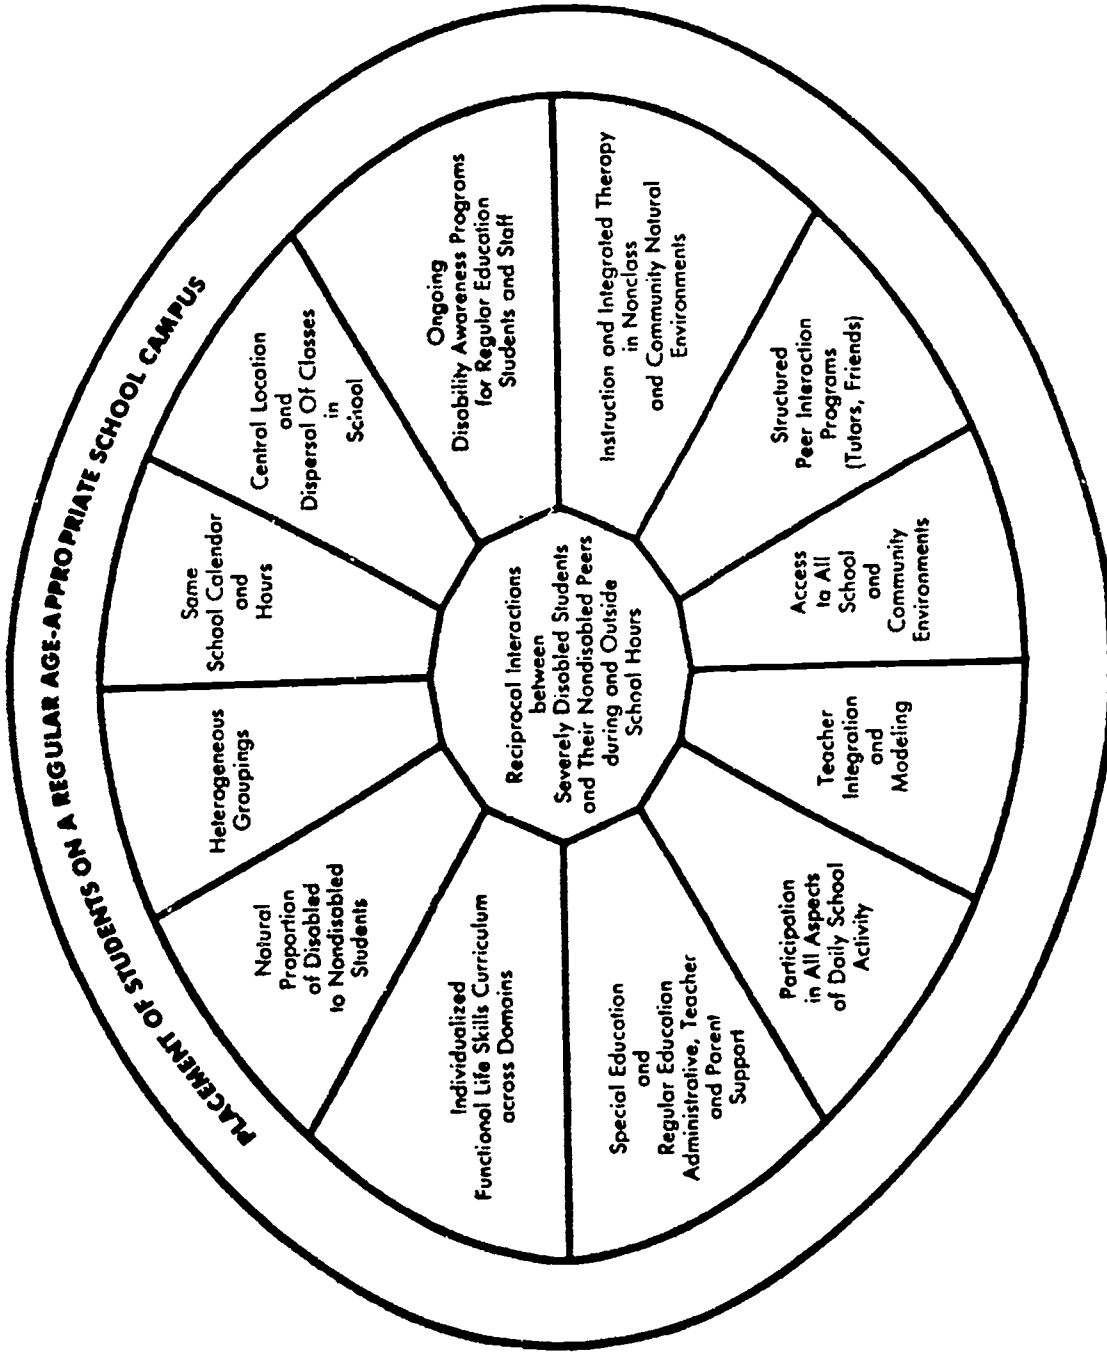 PLACEMENT OF STUDENTS ON A REGULAR AGE-APPROPRIATE SCHOOL CAMPUS
Heterogeneous
Groupings
Same
School Calendar
and
Hours
Central Location
and
Dispersal Of Classes
in
School
Ongoing
Disability Awareness Programs
for Regular Education
Students and Staff
Instruction and Integrated Therapy
in Nonclass
and Community Natural
Environments
Structured
Peer Interaction
Programs
(Tutors, Friends)
Access
to All
School
and
Community
Environments
Teacher
Integration
and
Modeling
Participation
in All Aspects
of Daily School
Activity
Special Education
and
Regular Education
Administrative, Teacher
and Parent
Support
Individualized
Functional Life Skills Curriculum
across Domains
Natural
Proportion
of Disabled
to Nondisabled
Students
Reciprocal Interactions
between
Severely Disabled Students
and Their Nondisabled Peers
during and Outside
School Hours